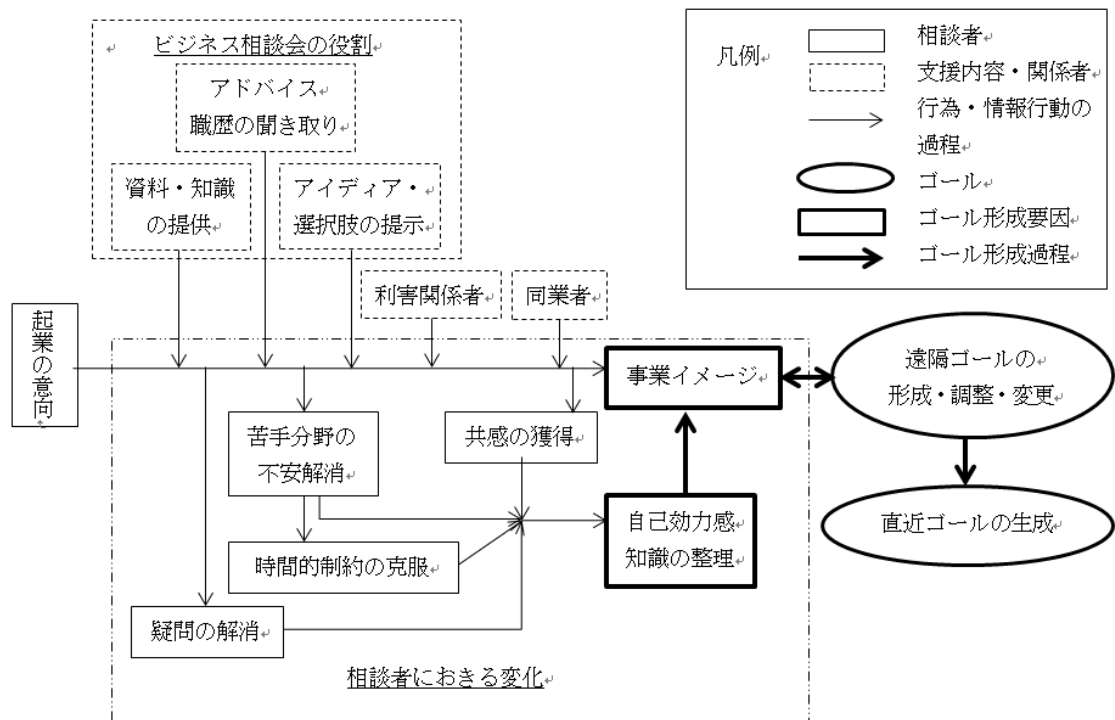 ビジネス相談会の役割
アドバイス
職歴の聞き取り
資料・知識
の提供
アイディア・
選択肢の提示
利害関係者
同業者
凡例
相談者
支援内容・関係者
行為・情報行動の
過程
ゴール
ゴール形成要因
ゴール形成過程
起業の意向
事業イメージ
遠隔ゴールの
形成・調整・変更
苦手分野の
不安解消
共感の獲得
自己効力感
知識の整理
直近ゴールの生成
時間的制約の克服
疑問の解消
相談者におきる変化